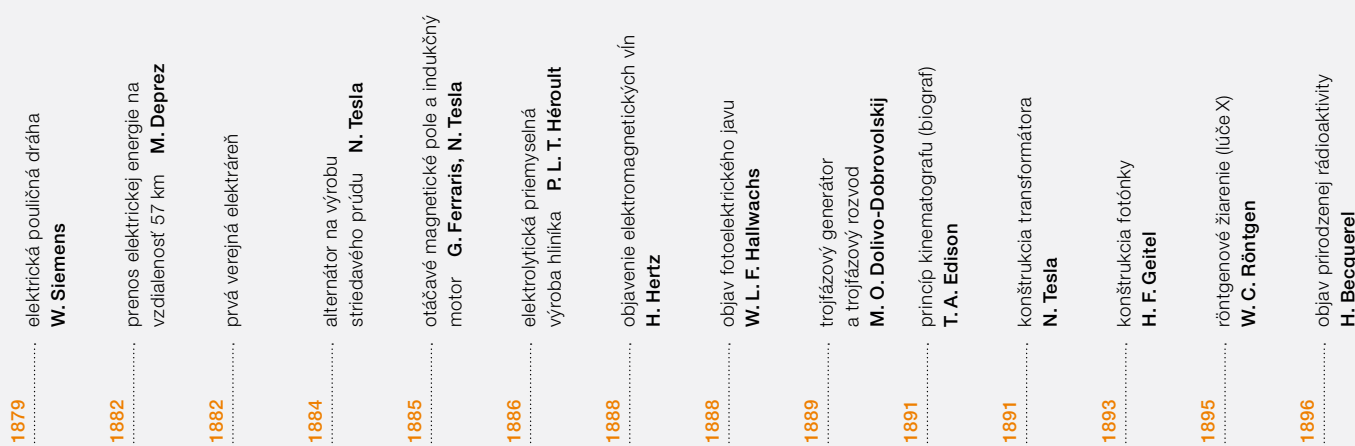 1879
elektrická pouličná dráha
W. Siemens
1882
prenos elektrickej energie na
vzdialenosť 57 km M. Deprez
1882
prvá verejná elektráreň
1884
alternátor na výrobu
striedavého prúdu N. Tesla
1885
otáčavé magnetické pole a indukčný
motor G. Ferraris, N. Tesla
1886
elektrolytická priemyselná
výroba hliníka P. L. T. Héroult
1888
objavenie elektromagnetických vĺn
H. Hertz
1888
objav fotoelektrického javu
W. L. F. Hallwachs
1889
trojfázový generátor
a trojfázový rozvod
M. O. Dolivo-Dobrovolskij
1891
princíp kinematografu (biograf)
T. A. Edison
1891
konštrukcia transformátora
N. Tesla
1893
konštrukcia fotónky
H. F. Geitel
1895
röntgenové žiarenie (lúče X)
W. C. Röntgen
1896
objav prirodzenej rádioaktivity
H. Becquerel